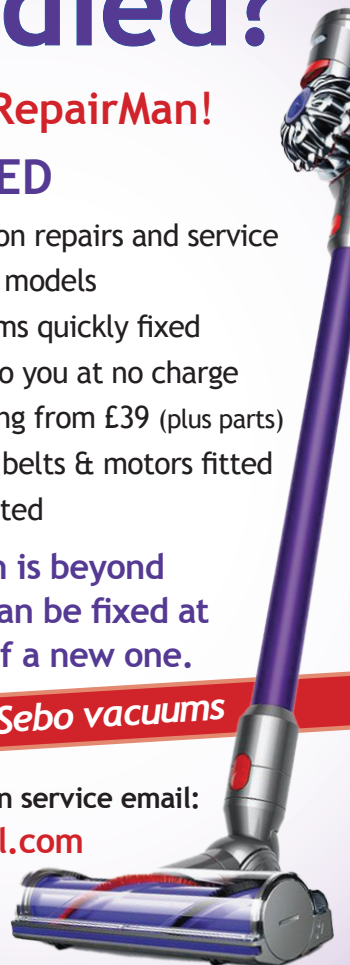 died?
RepairMan!
ED
on repairs and service
models
ms quickly fixed
o you at no charge
ng from £39 (plus parts)
belts & motors fitted
ted
n is beyond
an be fixed at
f a new one.
Sebo vacuums
n service email:
l.com